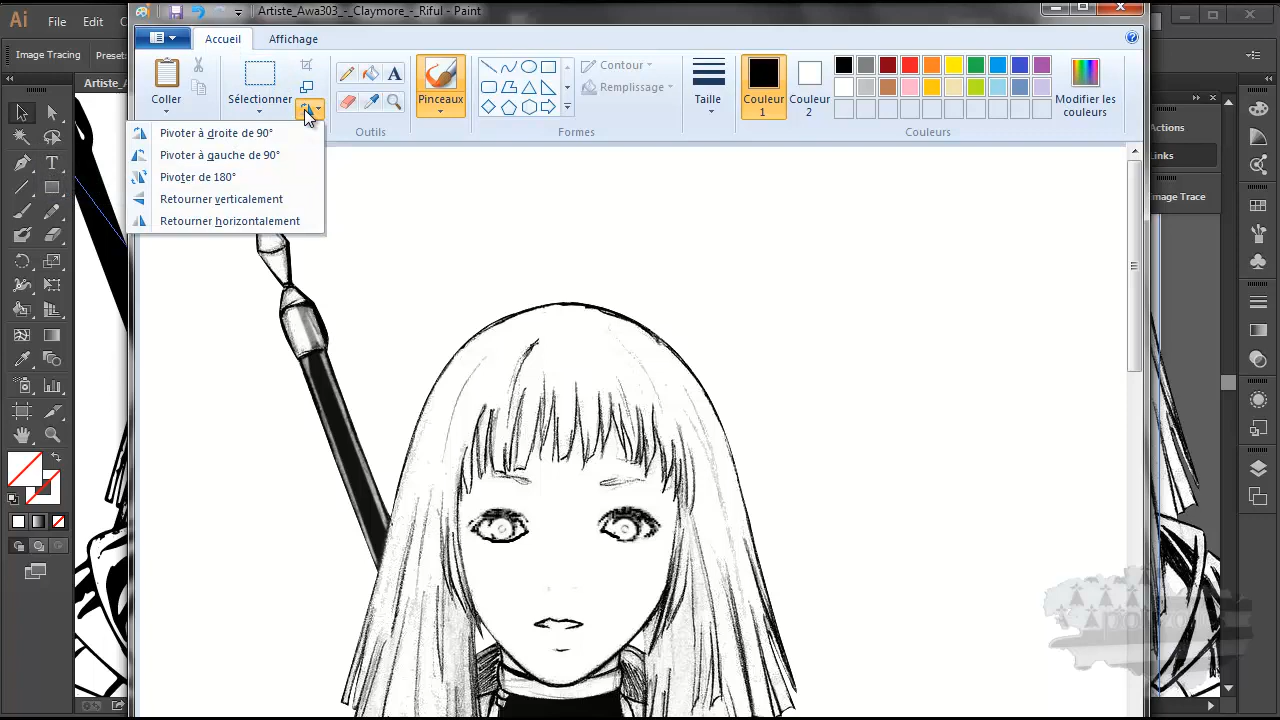 Artiste_Awa303_-_Claymore_-_Riful - Paint
Ai File Edit
Accueil Affichage
Image Tracing Preset:
Artiste_
Coller
Sélectionner
Pinceaux
Contour
Remplissage
Taille
Couleur 1
Couleur 2
Modifier les couleurs
Outils
Formes
Couleurs
Pivoter à droite de 90°
Pivoter à gauche de 90°
Pivoter de 180°
Retourner verticalement
Retourner horizontalement
Actions
Links
Image Trace